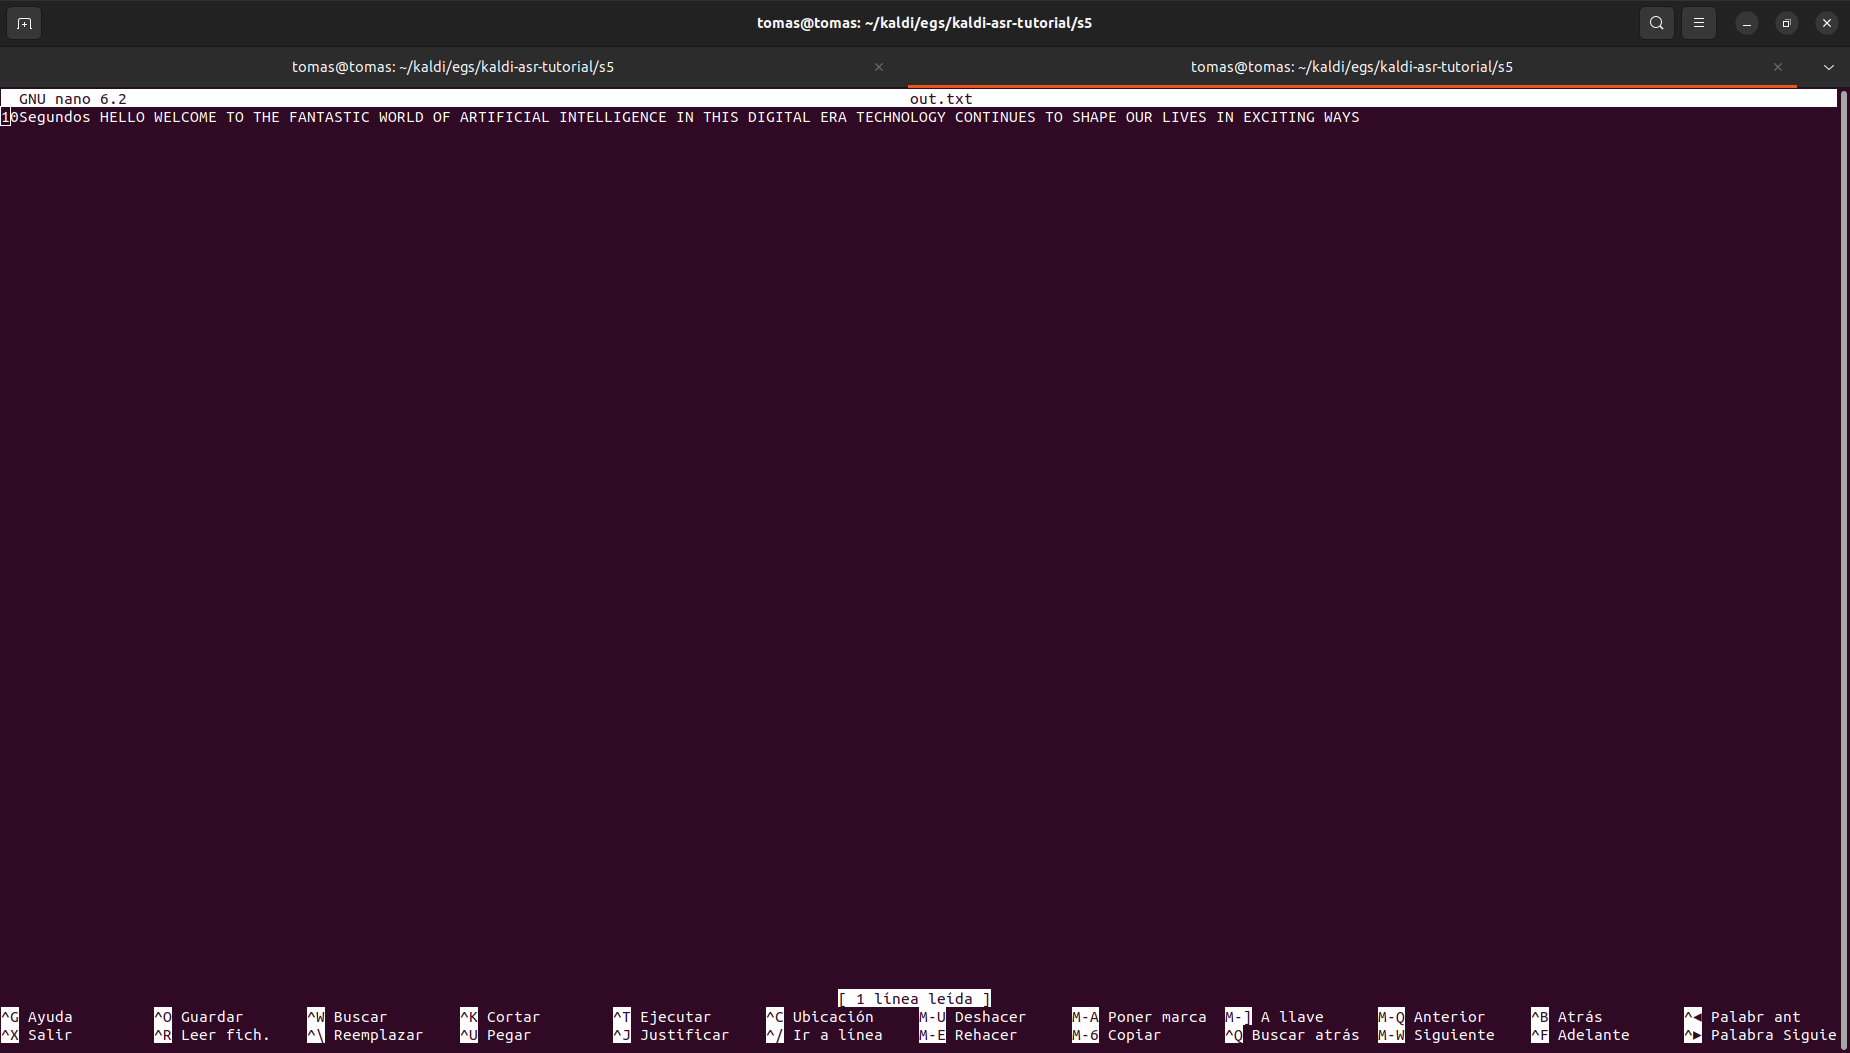 tomas@tomas: ~/kaldi/egs/kaldi-asr-tutorial/s5
tomas@tomas: ~/kaldi/egs/kaldi-asr-tutorial/s5 × tomas@tomas: ~/kaldi/egs/kaldi-asr-tutorial/s5 ×
GNU nano 6.2 out.txt
10Segundos HELLO WELCOME TO THE FANTASTIC WORLD OF ARTIFICIAL INTELLIGENCE IN THIS DIGITAL ERA TECHNOLOGY CONTINUES TO SHAPE OUR LIVES IN EXCITING WAYS
[ 1 línea leída ]
^G Ayuda ^O Guardar ^W Buscar ^K Cortar ^T Ejecutar ^C Ubicación M-U Deshacer M-A Poner marca M-] A llave M-Q Anterior ^B Atrás ^◄ Palabr ant
^X Salir ^R Leer fich. ^\ Reemplazar ^U Pegar ^J Justificar ^/ Ir a línea M-E Rehacer M-6 Copiar ^Q Buscar atrás M-W Siguiente ^F Adelante ^► Palabra Siguie